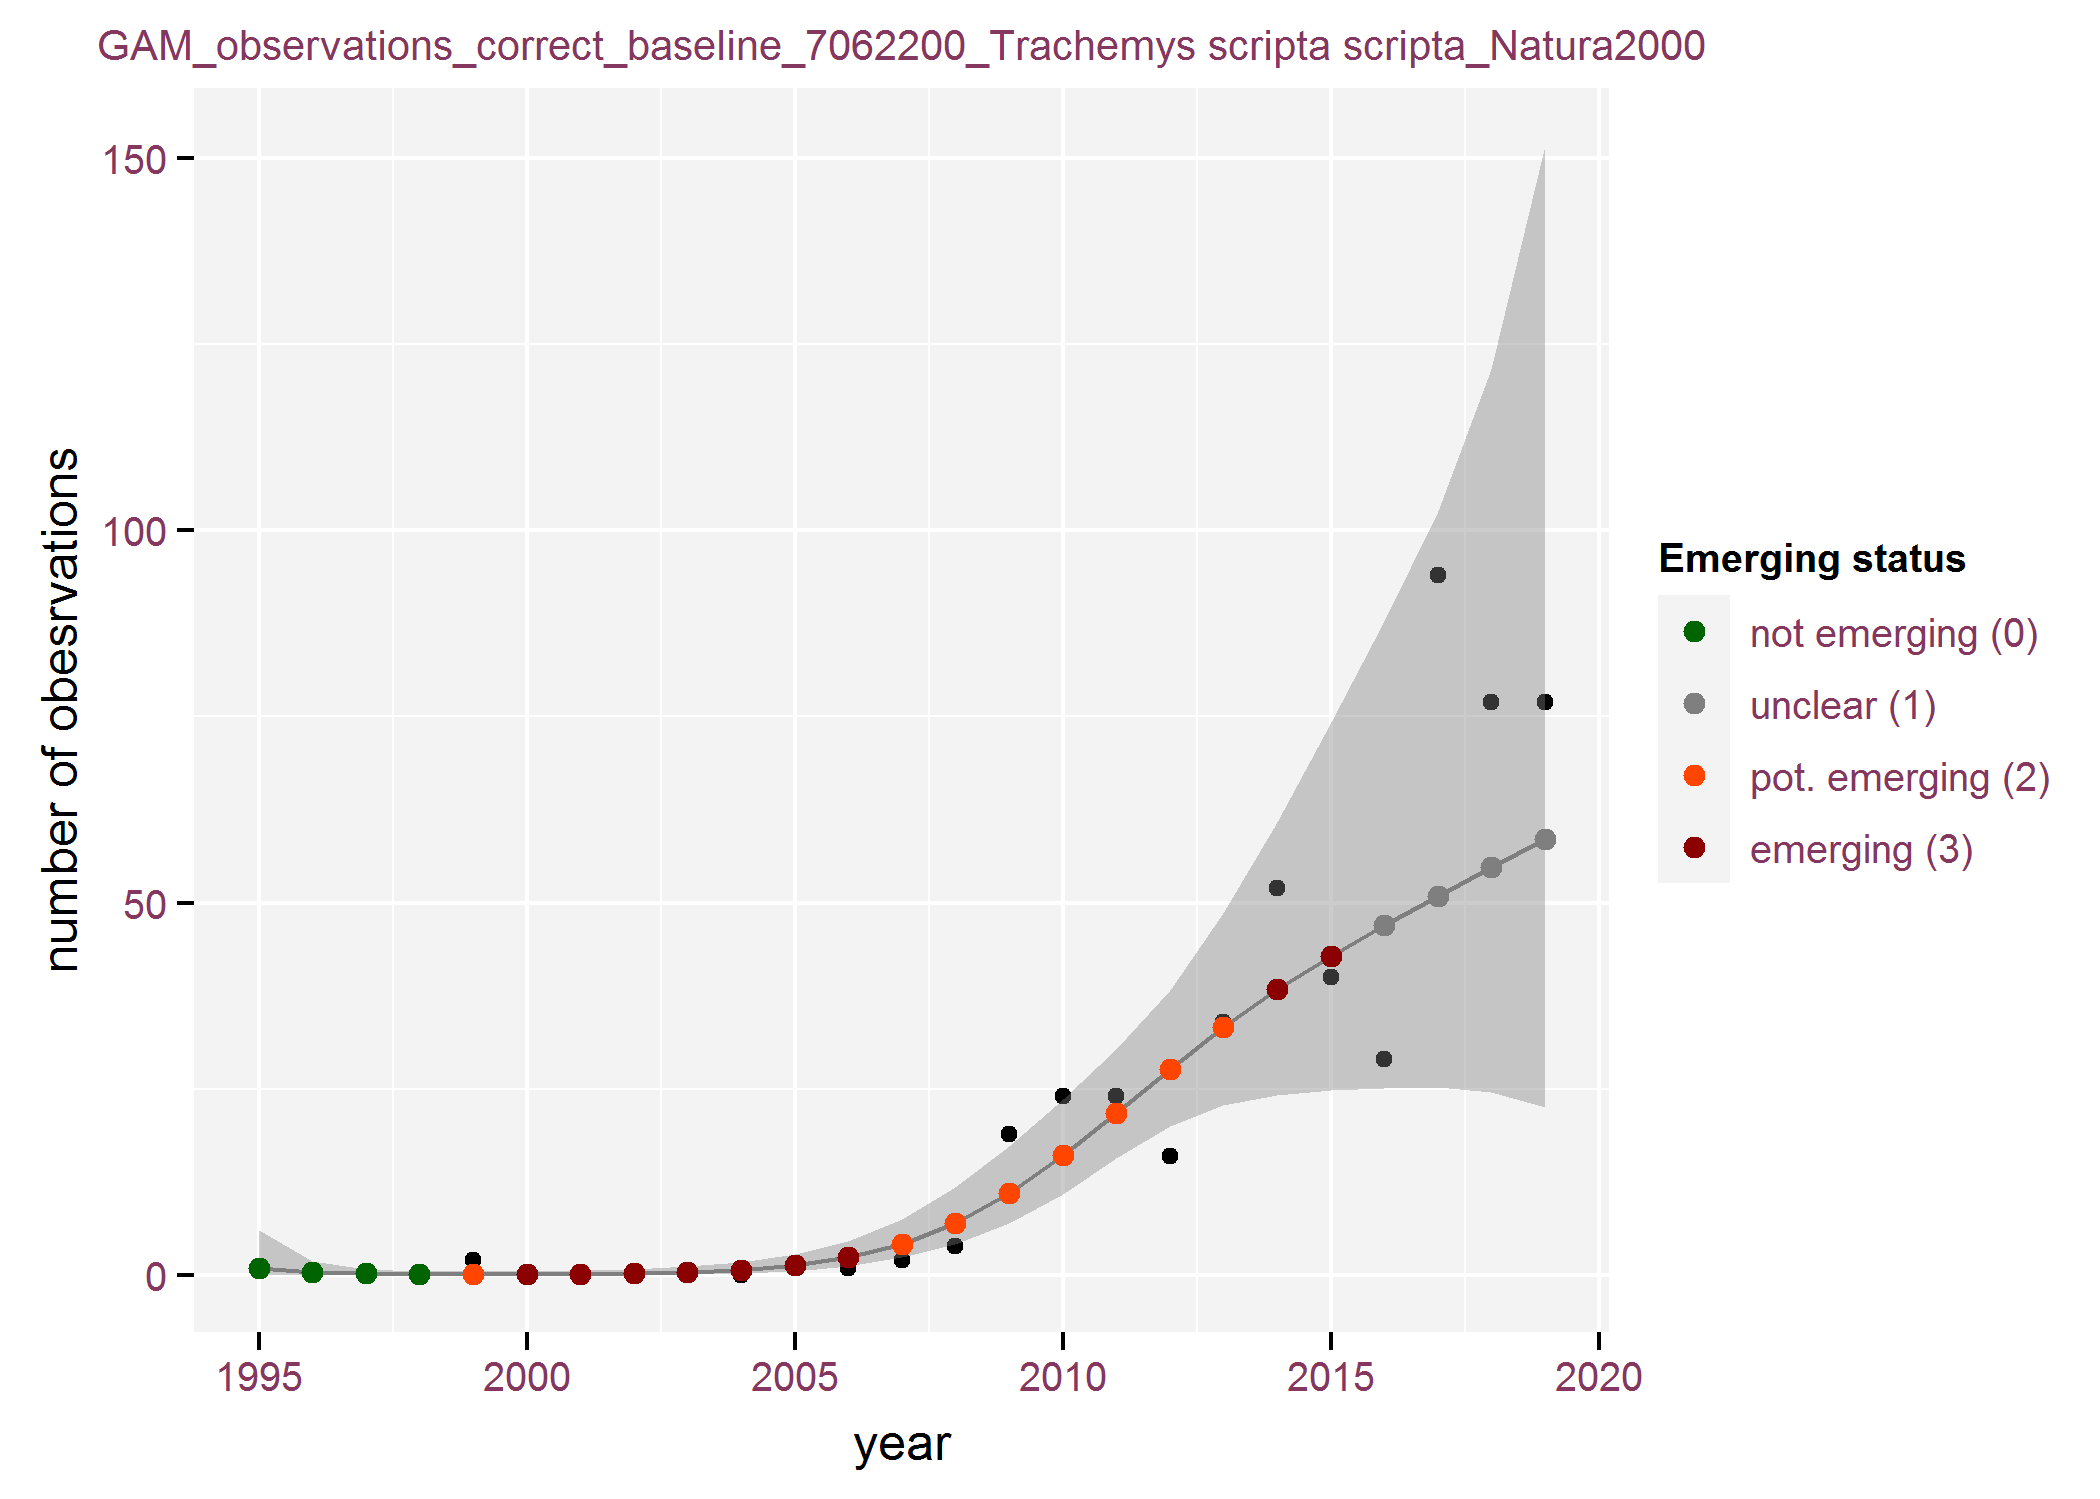 GAM_observations_correct_baseline_7062200_Trachemys scripta scripta_Natura2000
150
100
50
0
number of obesrvations
1995 2000 2005 2010 2015 2020
year
Emerging status
not emerging (0)
unclear (1)
pot. emerging (2)
emerging (3)